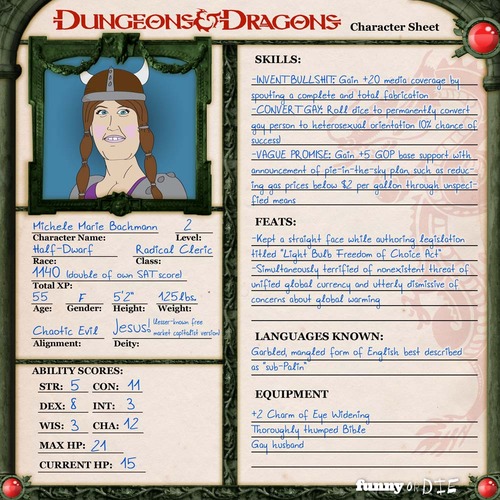 DUNGEONS & DRAGONS Character Sheet
Michele Marie Bachmann 2
Character Name: Level:
Half-Dwarf Radical Cleric
Race: Class:
1140 (double of own SAT score)
Total XP:
55 F 5'2" 125lbs.
Age: Gender: Height: Weight:
Chaotic Evil Jesus! (lesser-known free
market capitalist version)
Alignment: Deity:
ABILITY SCORES:
STR: 5 CON: 11
DEX: 8 INT: 3
WIS: 3 CHA: 12
MAX HP: 21
CURRENT HP: 15
SKILLS:
-INVENT BULLSHIT: Gain +20 media coverage by
spouting a complete and total fabrication
-CONVERT GAY: Roll dice to permanently convert
gay person to heterosexual orientation (0% chance of
success)
-VAGUE PROMISE: Gain +5 GOP base support with
announcement of pie-in-the-sky plan, such as reduc-
ing gas prices below $2 per gallon through unspeci-
fied means
FEATS:
-Kept a straight face while authoring legislation
titled "Light Bulb Freedom of Choice Act"
-Simultaneously terrified of nonexistent threat of
unified global currency and utterly dismissive of
concerns about global warming
LANGUAGES KNOWN:
Garbled, mangled form of English best described
as "sub-Palin"
EQUIPMENT
+2 Charm of Eye Widening
Thoroughly thumped Bible
Gay husband
funny or DIE